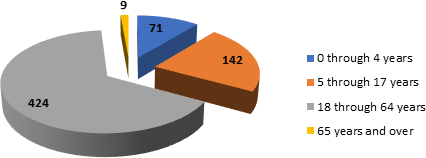 9
71
142
424
0 through 4 years
5 through 17 years
18 through 64 years
65 years and over